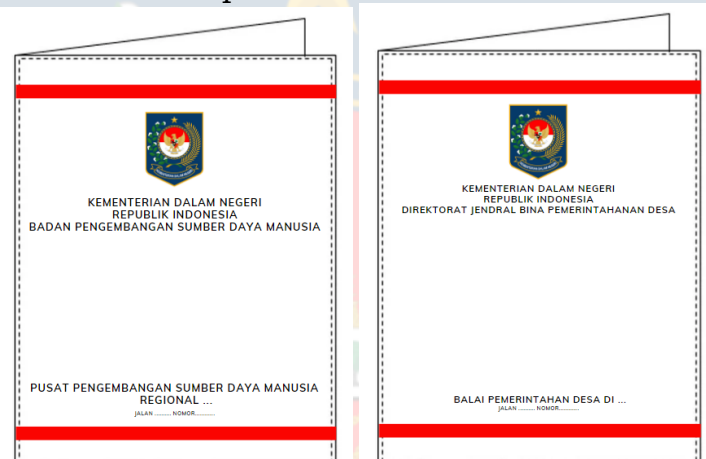 KEMENTERIAN DALAM NEGERI
REPUBLIK INDONESIA
BADAN PENGEMBANGAN SUMBER DAYA MANUSIA
PUSAT PENGEMBANGAN SUMBER DAYA MANUSIA
REGIONAL ...
JALAN .......... NOMOR............
KEMENTERIAN DALAM NEGERI
REPUBLIK INDONESIA
DIREKTORAT JENDRAL BINA PEMERINTAHANAN DESA
BALAI PEMERINTAHAN DESA DI ...
JALAN .......... NOMOR............